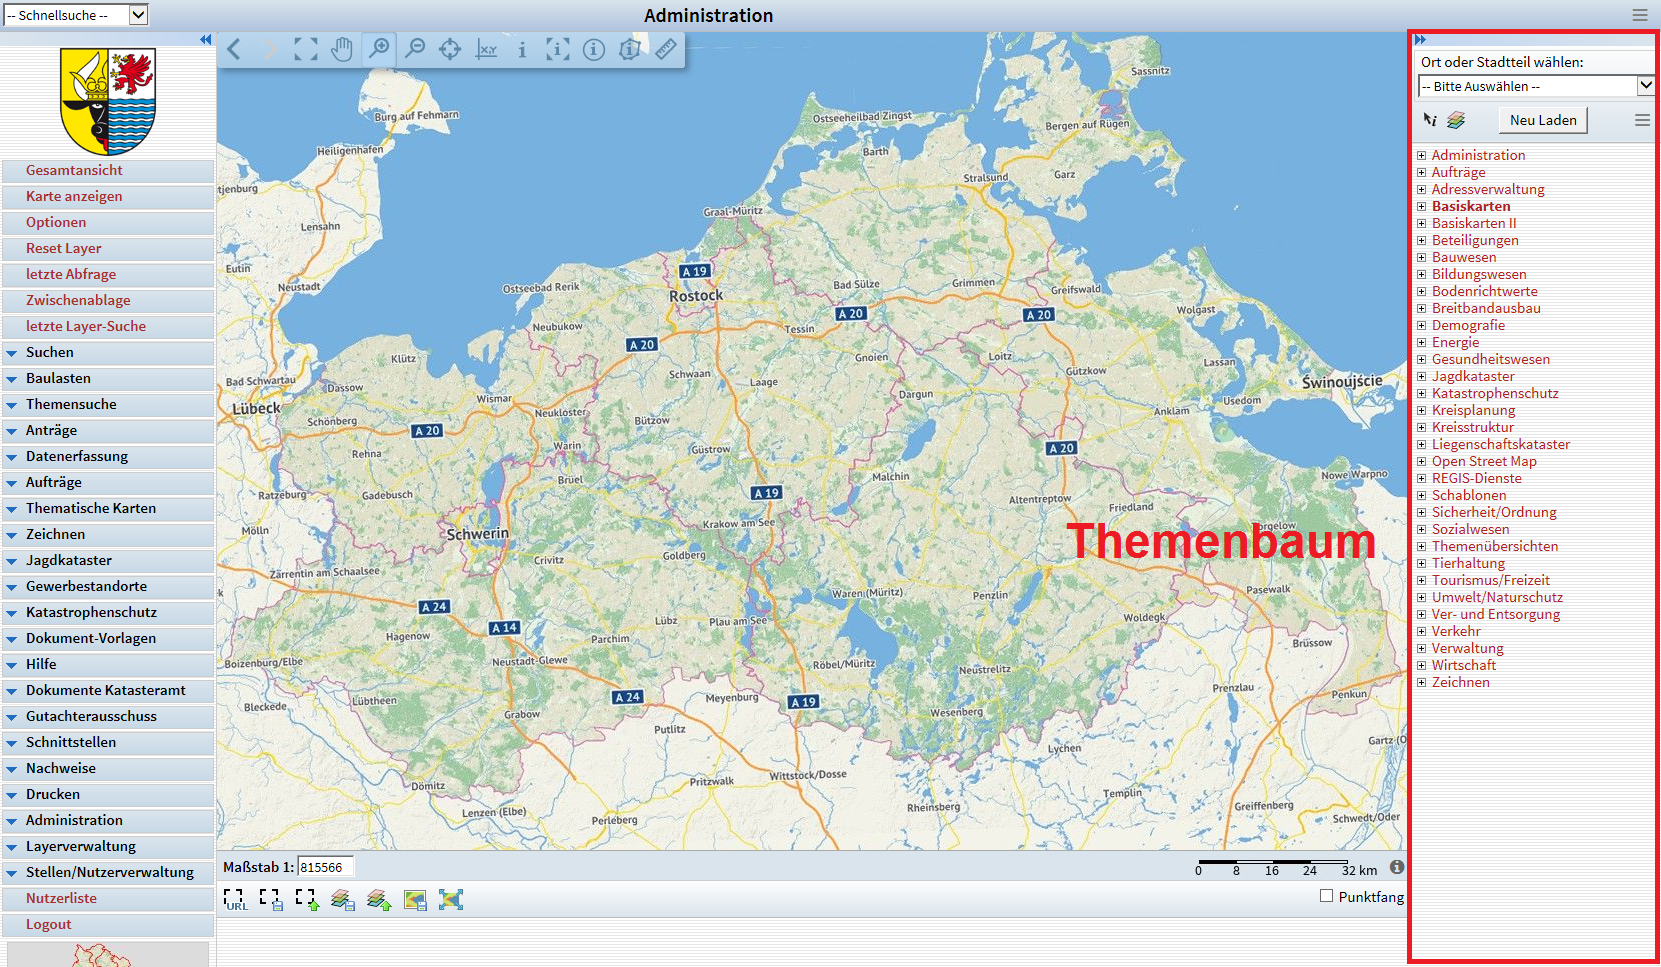 -- Schnellsuche --
Administration
Gesamtansicht
Karte anzeigen
Optionen
Reset Layer
letzte Abfrage
Zwischenablage
letzte Layer-Suche
Suchen
Baulasten
Themensuche
Anträge
Datenerfassung
Aufträge
Thematische Karten
Zeichnen
Jagdkataster
Gewerbestandorte
Katastrophenschutz
Dokument-Vorlagen
Hilfe
Dokumente Katasteramt
Gutachterausschuss
Schnittstellen
Nachweise
Drucken
Administration
Layerverwaltung
Stellen/Nutzerverwaltung
Nutzerliste
Logout
x,y
Sassnitz
Burg auf Fehmarn
Ostseeheilbad Zingst
Bergen auf Rügen
Heiligenhafen
Barth
Garz
Stralsund
tjenburg
Graal-Müritz
Lensahn
Eutin
A 19
Neustadt
Ostseebad Rerik
Rostock
Bad Sülze
Grimmen
Greifswald
A 20
A 20
Wolgast
Neubukow
Tessin
A 20
Klütz
Gnoien
Loitz
Lassan
Bad Schwartau
Dassow
Schwaan
Laage
Gützkow
Świnoujście
Lübeck
Wismar
Dargun
Usedom
Neukloster
Anklam
Schönberg
A 20
Bützow
Warin
Güstrow
A 20
Rehna
Brüel
Malchin
Nowe Warpno
Ratzeburg
Gadebusch
A 19
Altentreptow
Friedland
Mölln
Krakow am See
Schwerin
Themenbaum
rgelow
Goldberg
Crivitz
Zarrentin am Schaalsee
Waren (Müritz)
Penzlin
Pasewalk
k
A 24
Lübz
Plau am See
Woldegk
A 14
Hagenow
Parchim
Brüssow
Boizenburg/Elbe
Neustadt-Glewe
Röbel/Müritz
Neustrelitz
Lübtheen
A 24
Meyenburg
A 19
Prenzlau
Penkun
Bleckede
Grabow
Wesenberg
Putlitz
Lychen
Gartz (O
Dömitz
Pritzwalk
Wittstock/Dosse
Templin
Rheinsberg
Greiffenberg
Lenzen (Elbe)
Perleberg
Schwedt/Oder
Maßstab 1: 815566
0 8 16 24 32 km
URL
Punktfang
Ort oder Stadtteil wählen:
-- Bitte Auswählen --
Neu Laden
Administration
Aufträge
Adressverwaltung
Basiskarten
Basiskarten II
Beteiligungen
Bauwesen
Bildungswesen
Bodenrichtwerte
Breitbandausbau
Demografie
Energie
Gesundheitswesen
Jagdkataster
Katastrophenschutz
Kreisplanung
Kreisstruktur
Liegenschaftskataster
Open Street Map
REGIS-Dienste
Schablonen
Sicherheit/Ordnung
Sozialwesen
Themenübersichten
Tierhaltung
Tourismus/Freizeit
Umwelt/Naturschutz
Ver- und Entsorgung
Verkehr
Verwaltung
Wirtschaft
Zeichnen